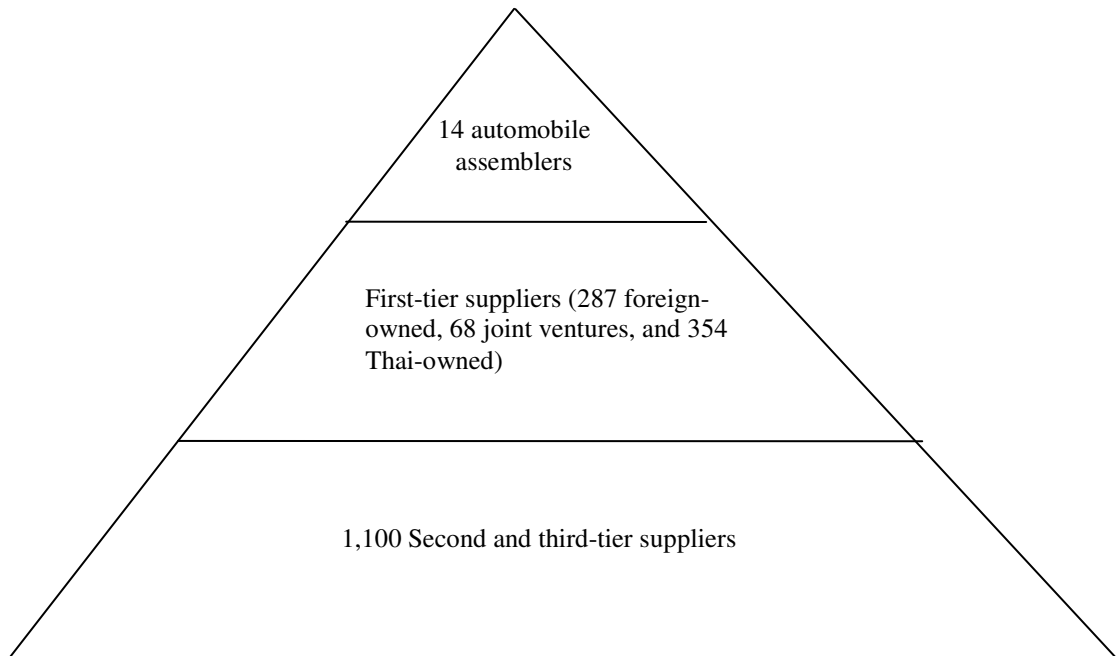 14 automobile
assemblers
First-tier suppliers (287 foreign-
owned, 68 joint ventures, and 354
Thai-owned)
1,100 Second and third-tier suppliers